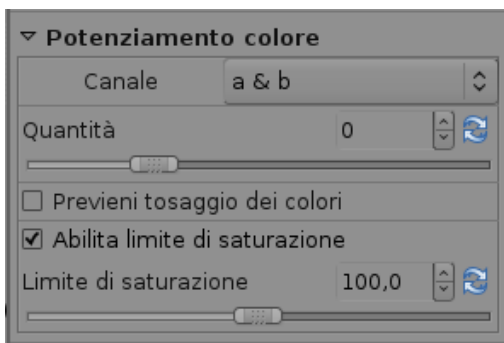 Potenziamento colore
Canale a & b
Quantità 0
Previeni tosaggio dei colori
Abilita limite di saturazione
Limite di saturazione 100,0